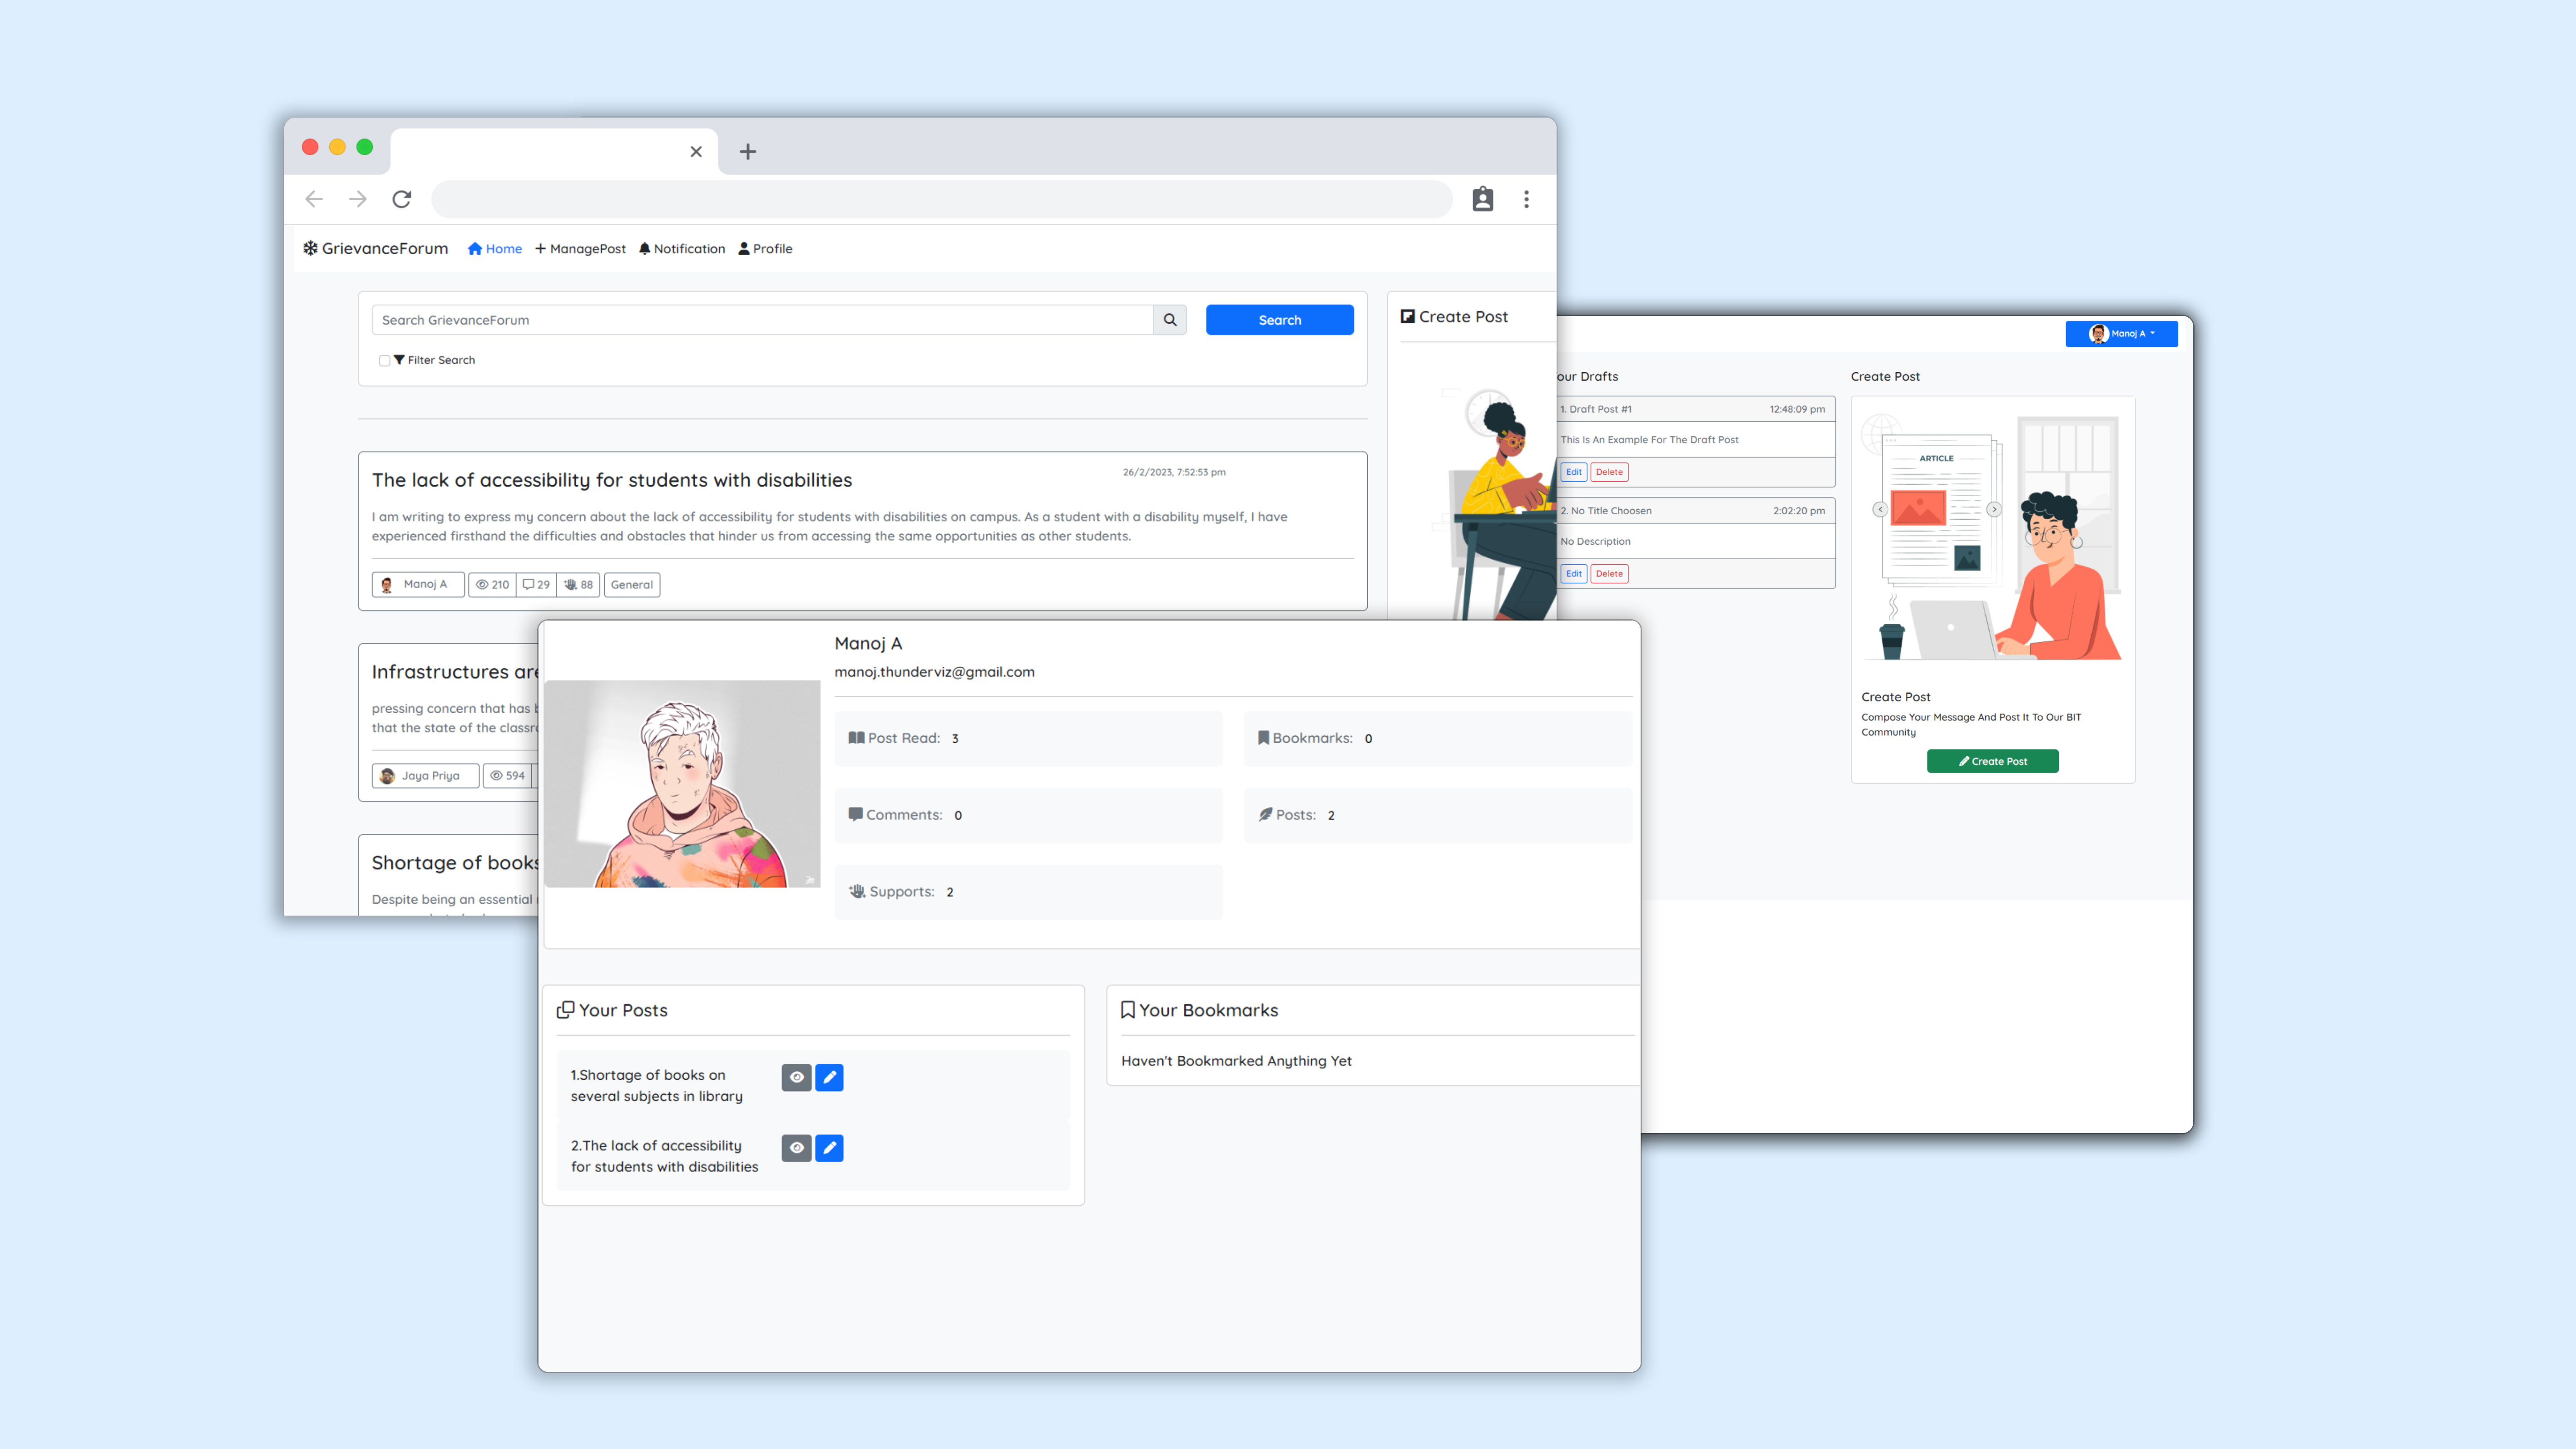 GrievanceForum Home ManagePost Notification Profile
Search GrievanceForum Search
Filter Search
Create Post
The lack of accessibility for students with disabilities 26/2/2023, 7:52:53 pm
I am writing to express my concern about the lack of accessibility for students with disabilities on campus. As a student with a disability myself, I have
experienced firsthand the difficulties and obstacles that hinder us from accessing the same opportunities as other students.
Manoj A 210 29 88 General
Infrastructures are
pressing concern that has
that the state of the
Jaya Priya 594
Shortage of books
Despite being an essential
Manoj A
manoj.thunderviz@gmail.com
Post Read: 3 Bookmarks: 0
Comments: 0 Posts: 2
Supports: 2
Your Posts
1.Shortage of books on
several subjects in library
2.The lack of accessibility
for students with disabilities
Your Bookmarks
Haven't Bookmarked Anything Yet
Manoj A
our Drafts
1. Draft Post #1 12:48:09 pm
This Is An Example For The Draft Post
Edit Delete
2. No Title Choosen 2:02:20 pm
No Description
Edit Delete
Create Post
ARTICLE
Create Post
Compose Your Message And Post It To Our BIT
Community
Create Post